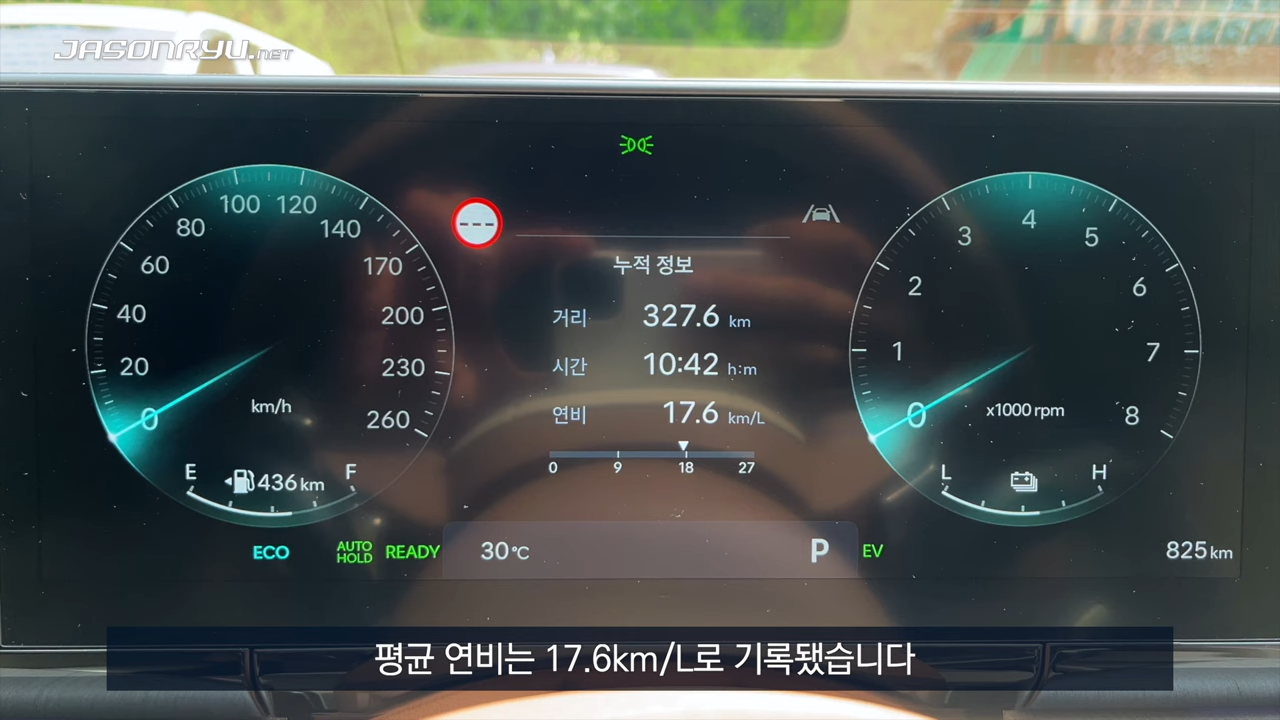 JASONRYU.NET
누적 정보
거리 327.6 km
시간 10:42 h:m
연비 17.6 km/L
0 9 18 27
0 20 40 60 80 100 120 140 170 200 230 260
km/h
E F
436 km
0 1 2 3 4 5 6 7 8
x1000 rpm
L H
ECO AUTO HOLD READY 30℃ P EV 825 km
평균 연비는 17.6km/L로 기록됐습니다